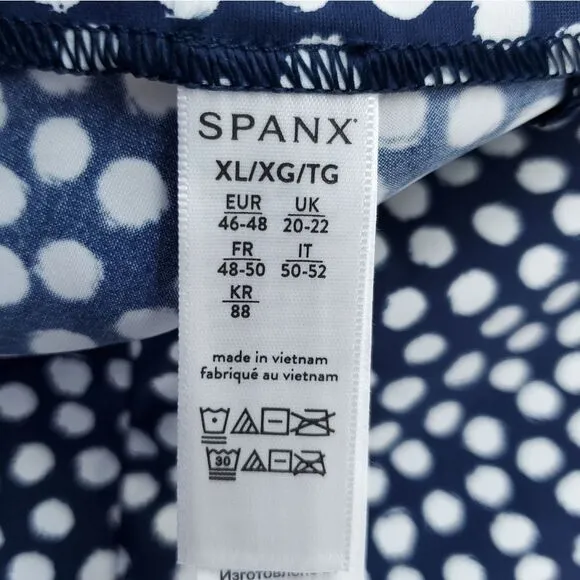 SPANX
XL/XG/TG
EUR UK
46-48 20-22
FR IT
48-50 50-52
KR
88
made in vietnam
fabriqué au vietnam
30